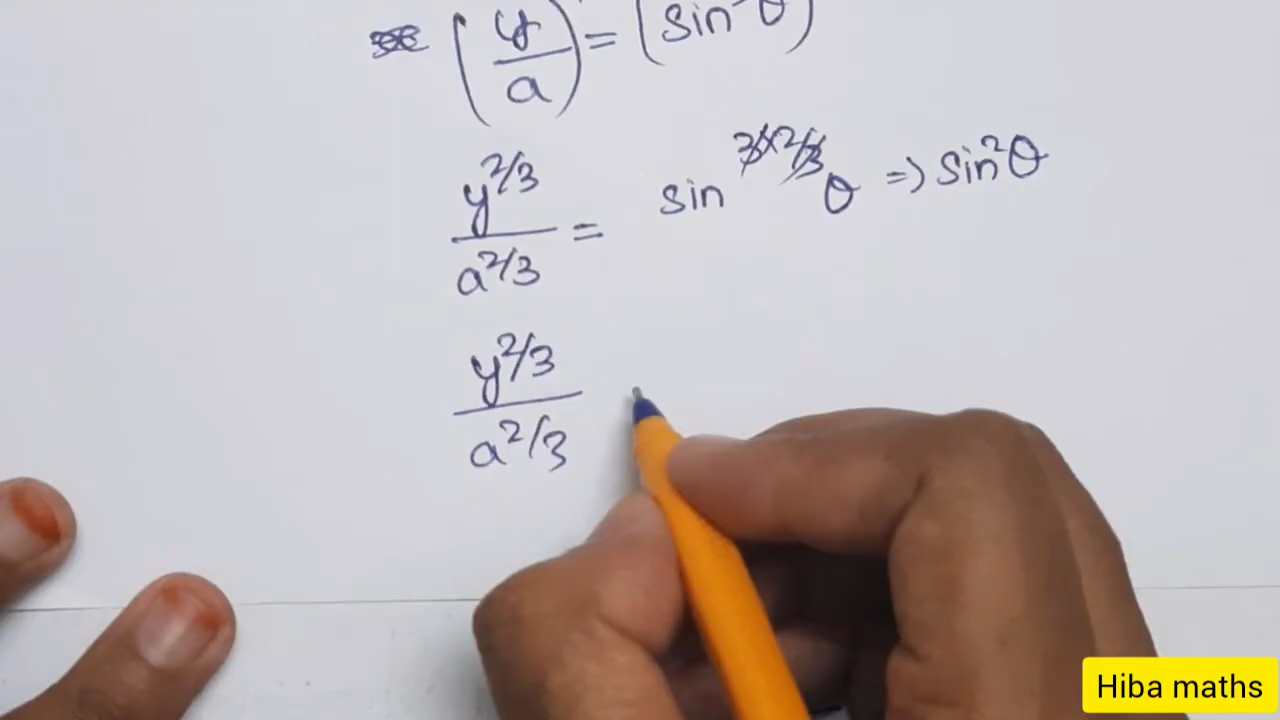 (y/a) = (sin θ)
y^2/3 / a^2/3 = sin 3×2/3 θ => sin²θ
y^2/3 / a^2/3
Hiba maths